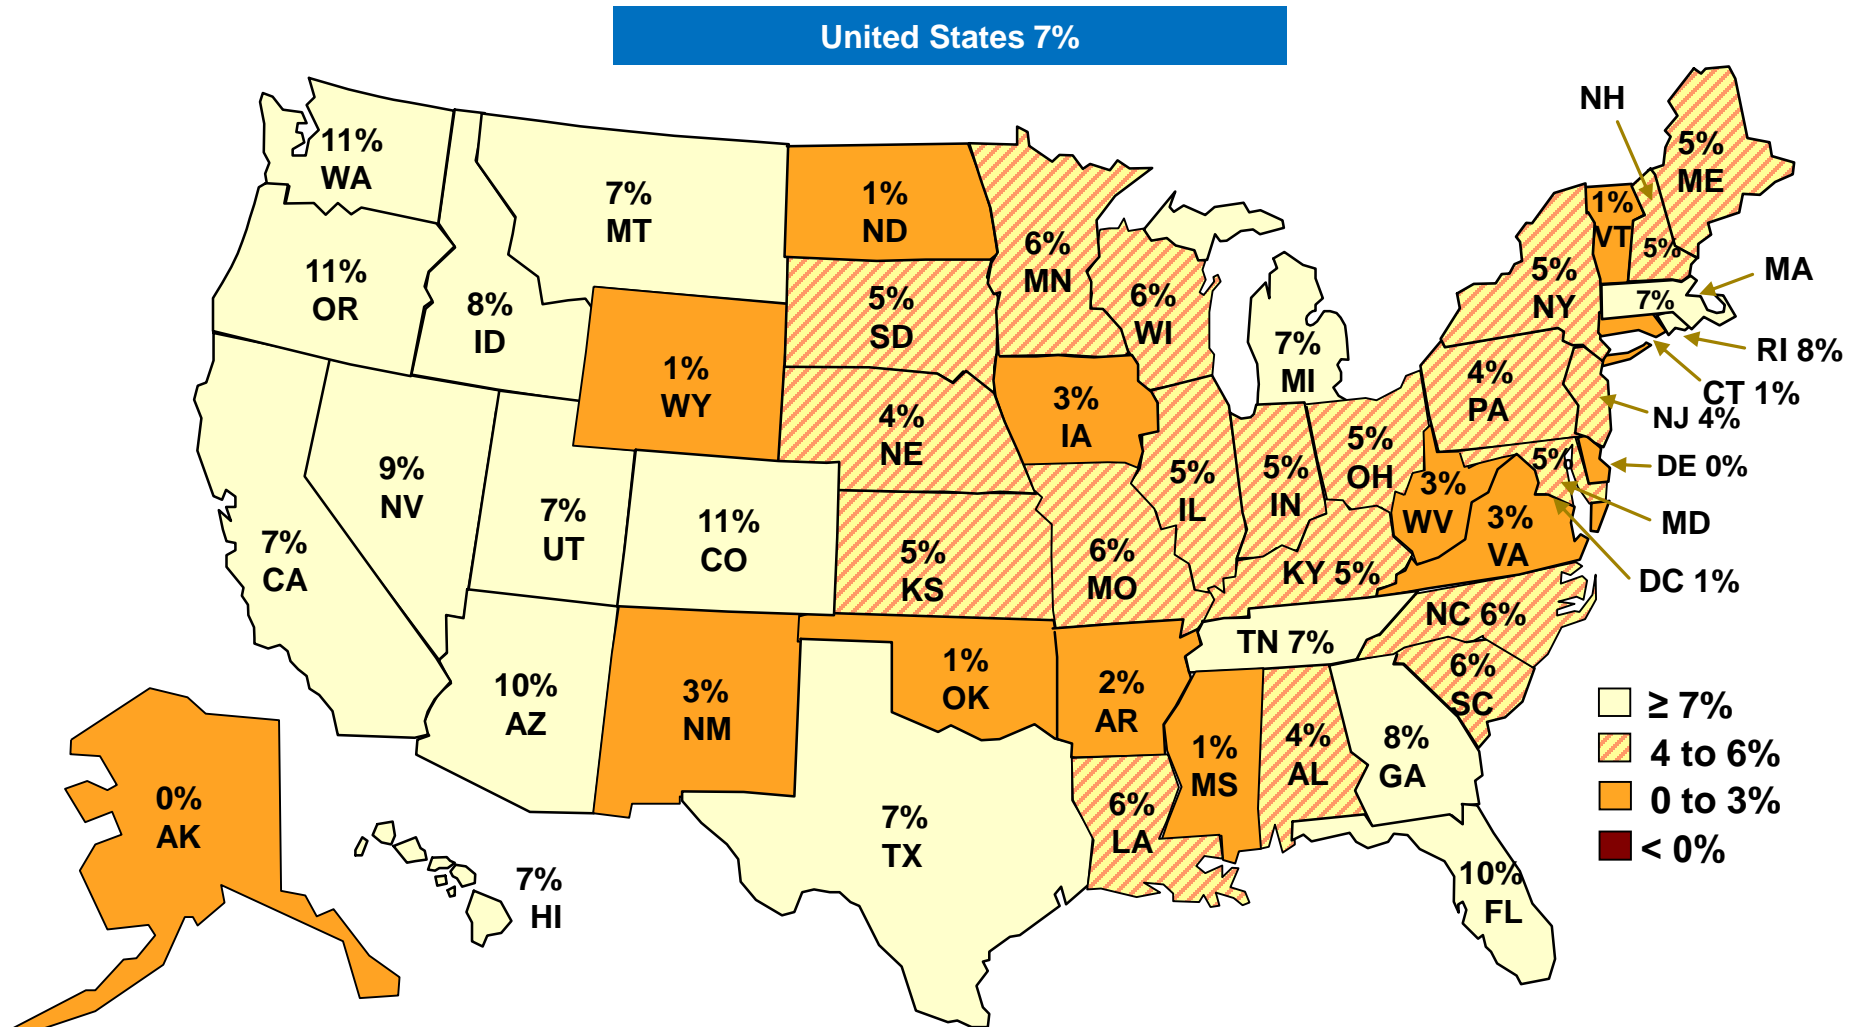 United States 7%
NH
11%
WA
5%
ME
7%
MT
1%
ND
1%
VT
6%
MN
5%
MA
11%
OR
5%
NY
8%
ID
5%
SD
6%
WI
7%
RI 8%
7%
MI
1%
WY
4%
PA
CT 1%
3%
IA
NJ 4%
4%
NE
5%
OH
5%
DE 0%
9%
NV
5%
IL
5%
IN
3%
WV
7%
UT
11%
CO
3%
VA
MD
7%
CA
5%
KS
6%
MO
KY 5%
DC 1%
NC 6%
TN 7%
10%
AZ
3%
NM
1%
OK
2%
AR
6%
SC
≥ 7%
4 to 6%
0 to 3%
< 0%
1%
MS
4%
AL
8%
GA
0%
AK
7%
TX
6%
LA
7%
HI
10%
FL